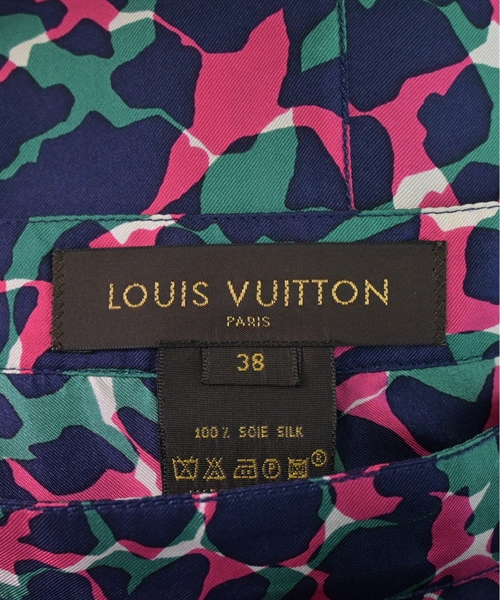 LOUIS VUITTON
PARIS
38
100% SOIE SILK
P ®